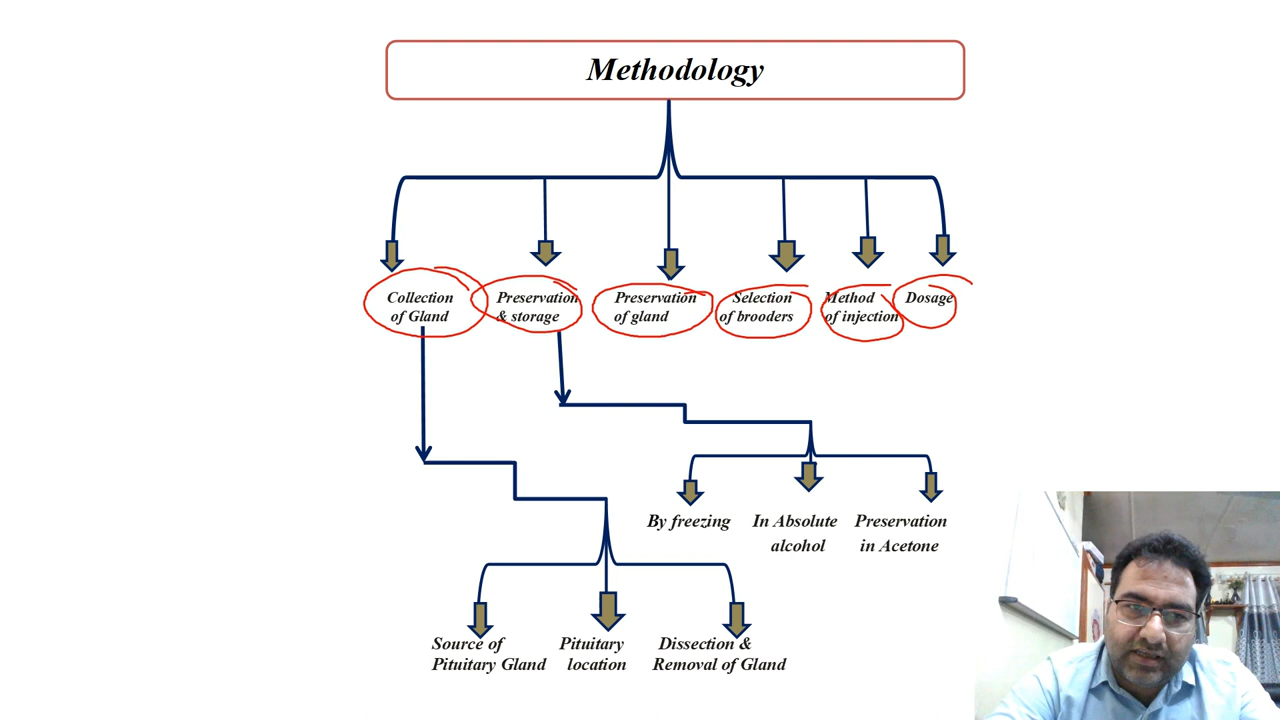 Methodology
Collection
of Gland
Preservation
& storage
Preservation
of gland
Selection
of brooders
Method
of injection
Dosage
By freezing
In Absolute
alcohol
Preservation
in Acetone
Source of
Pituitary Gland
Pituitary
location
Dissection &
Removal of Gland